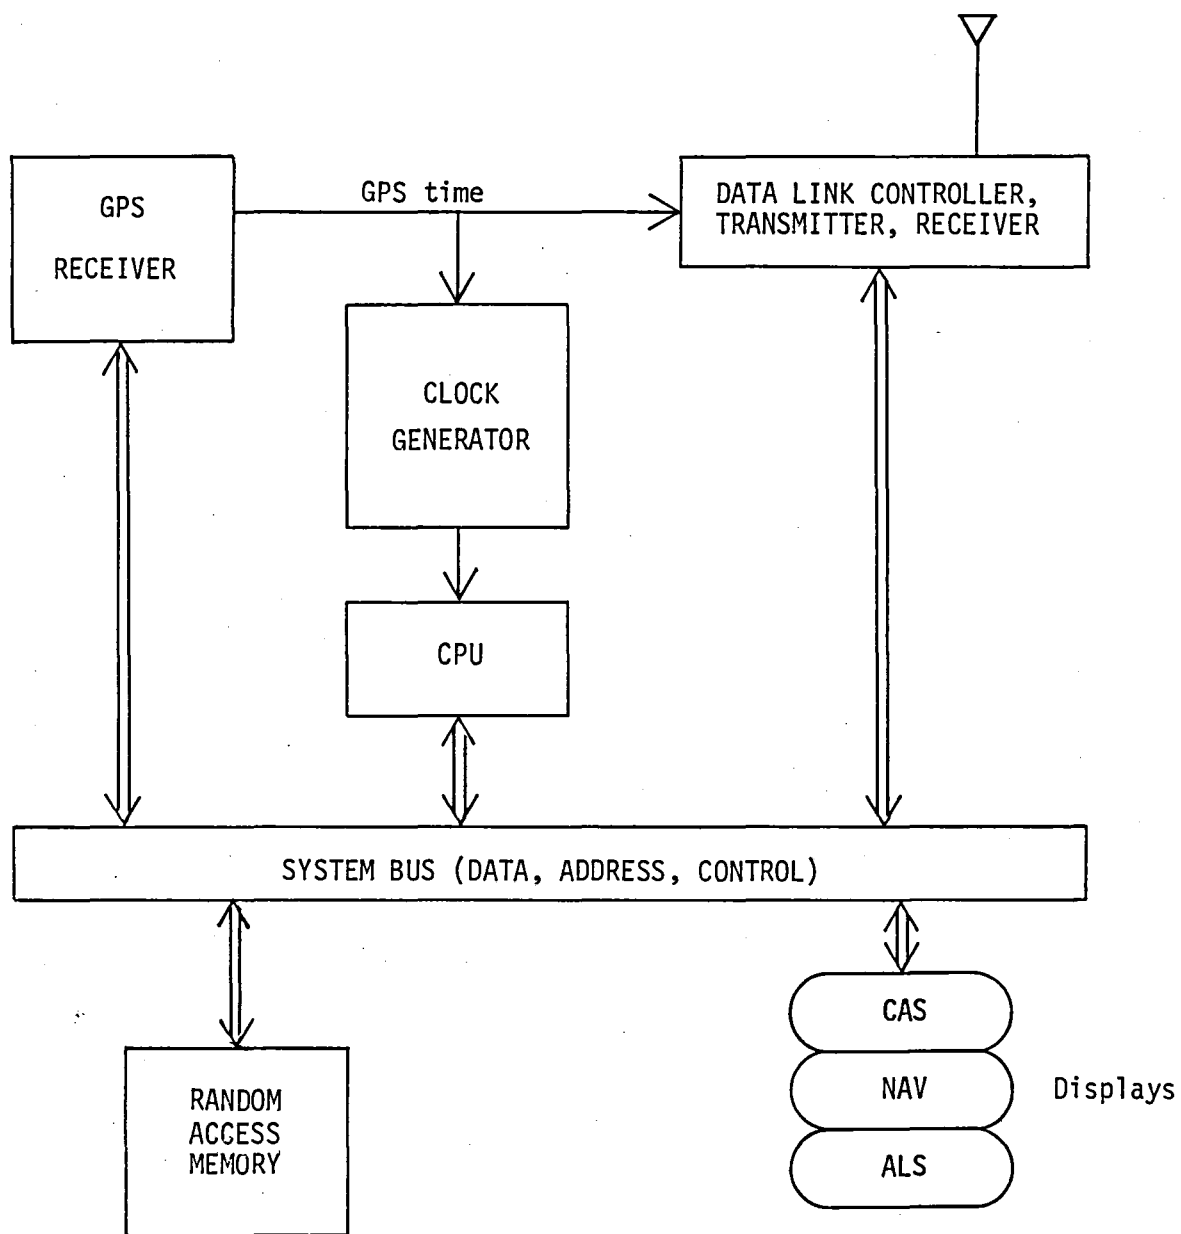 GPS
RECEIVER
GPS time
DATA LINK CONTROLLER,
TRANSMITTER, RECEIVER
CLOCK
GENERATOR
CPU
SYSTEM BUS (DATA, ADDRESS, CONTROL)
RANDOM
ACCESS
MEMORY
CAS
NAV
ALS
Displays